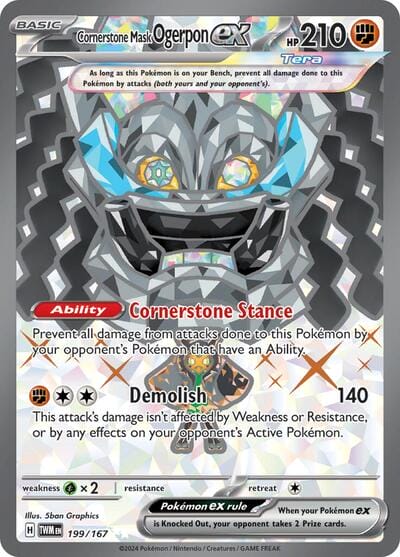 BASIC
Cornerstone Mask Ogerpon ex HP 210
Tera
As long as this Pokémon is on your Bench, prevent all damage done to this
Pokémon by attacks (both yours and your opponent's).
Ability Cornerstone Stance
Prevent all damage from attacks done to this Pokémon by
your opponent's Pokémon that have an Ability.
Demolish 140
This attack's damage isn't affected by Weakness or Resistance,
or by any effects on your opponent's Active Pokémon.
weakness ×2 resistance retreat
Illus. 5ban Graphics
Pokémon ex rule When your Pokémon ex
is Knocked Out, your opponent takes 2 Prize cards.
H TWM EN 199/167
©2024 Pokémon / Nintendo / Creatures / GAME FREAK